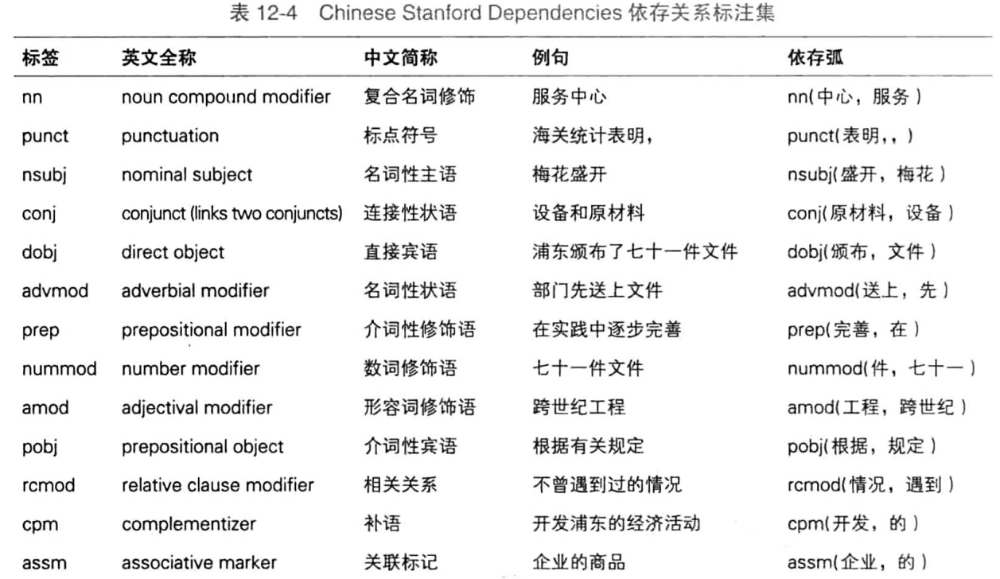 表 12-4 Chinese Stanford Dependencies 依存关系标注集
标签 英文全称 中文简称 例句 依存弧
nn noun compound modifier 复合名词修饰 服务中心 nn(中心，服务)
punct punctuation 标点符号 海关统计表明， punct(表明，，)
nsubj nominal subject 名词性主语 梅花盛开 nsubj(盛开，梅花)
conj conjunct (links two conjuncts) 连接性状语 设备和原材料 conj(原材料，设备)
dobj direct object 直接宾语 浦东颁布了七十一件文件 dobj(颁布，文件)
advmod adverbial modifier 名词性状语 部门先送上文件 advmod(送上，先)
prep prepositional modifier 介词性修饰语 在实践中逐步完善 prep(完善，在)
nummod number modifier 数词修饰语 七十一件文件 nummod(件，七十一)
amod adjectival modifier 形容词修饰语 跨世纪工程 amod(工程，跨世纪)
pobj prepositional object 介词性宾语 根据有关规定 pobj(根据，规定)
rcmod relative clause modifier 相关关系 不曾遇到过的情况 rcmod(情况，遇到)
cpm complementizer 补语 开发浦东的经济活动 cpm(开发，的)
assm associative marker 关联标记 企业的商品 assm(企业，的)